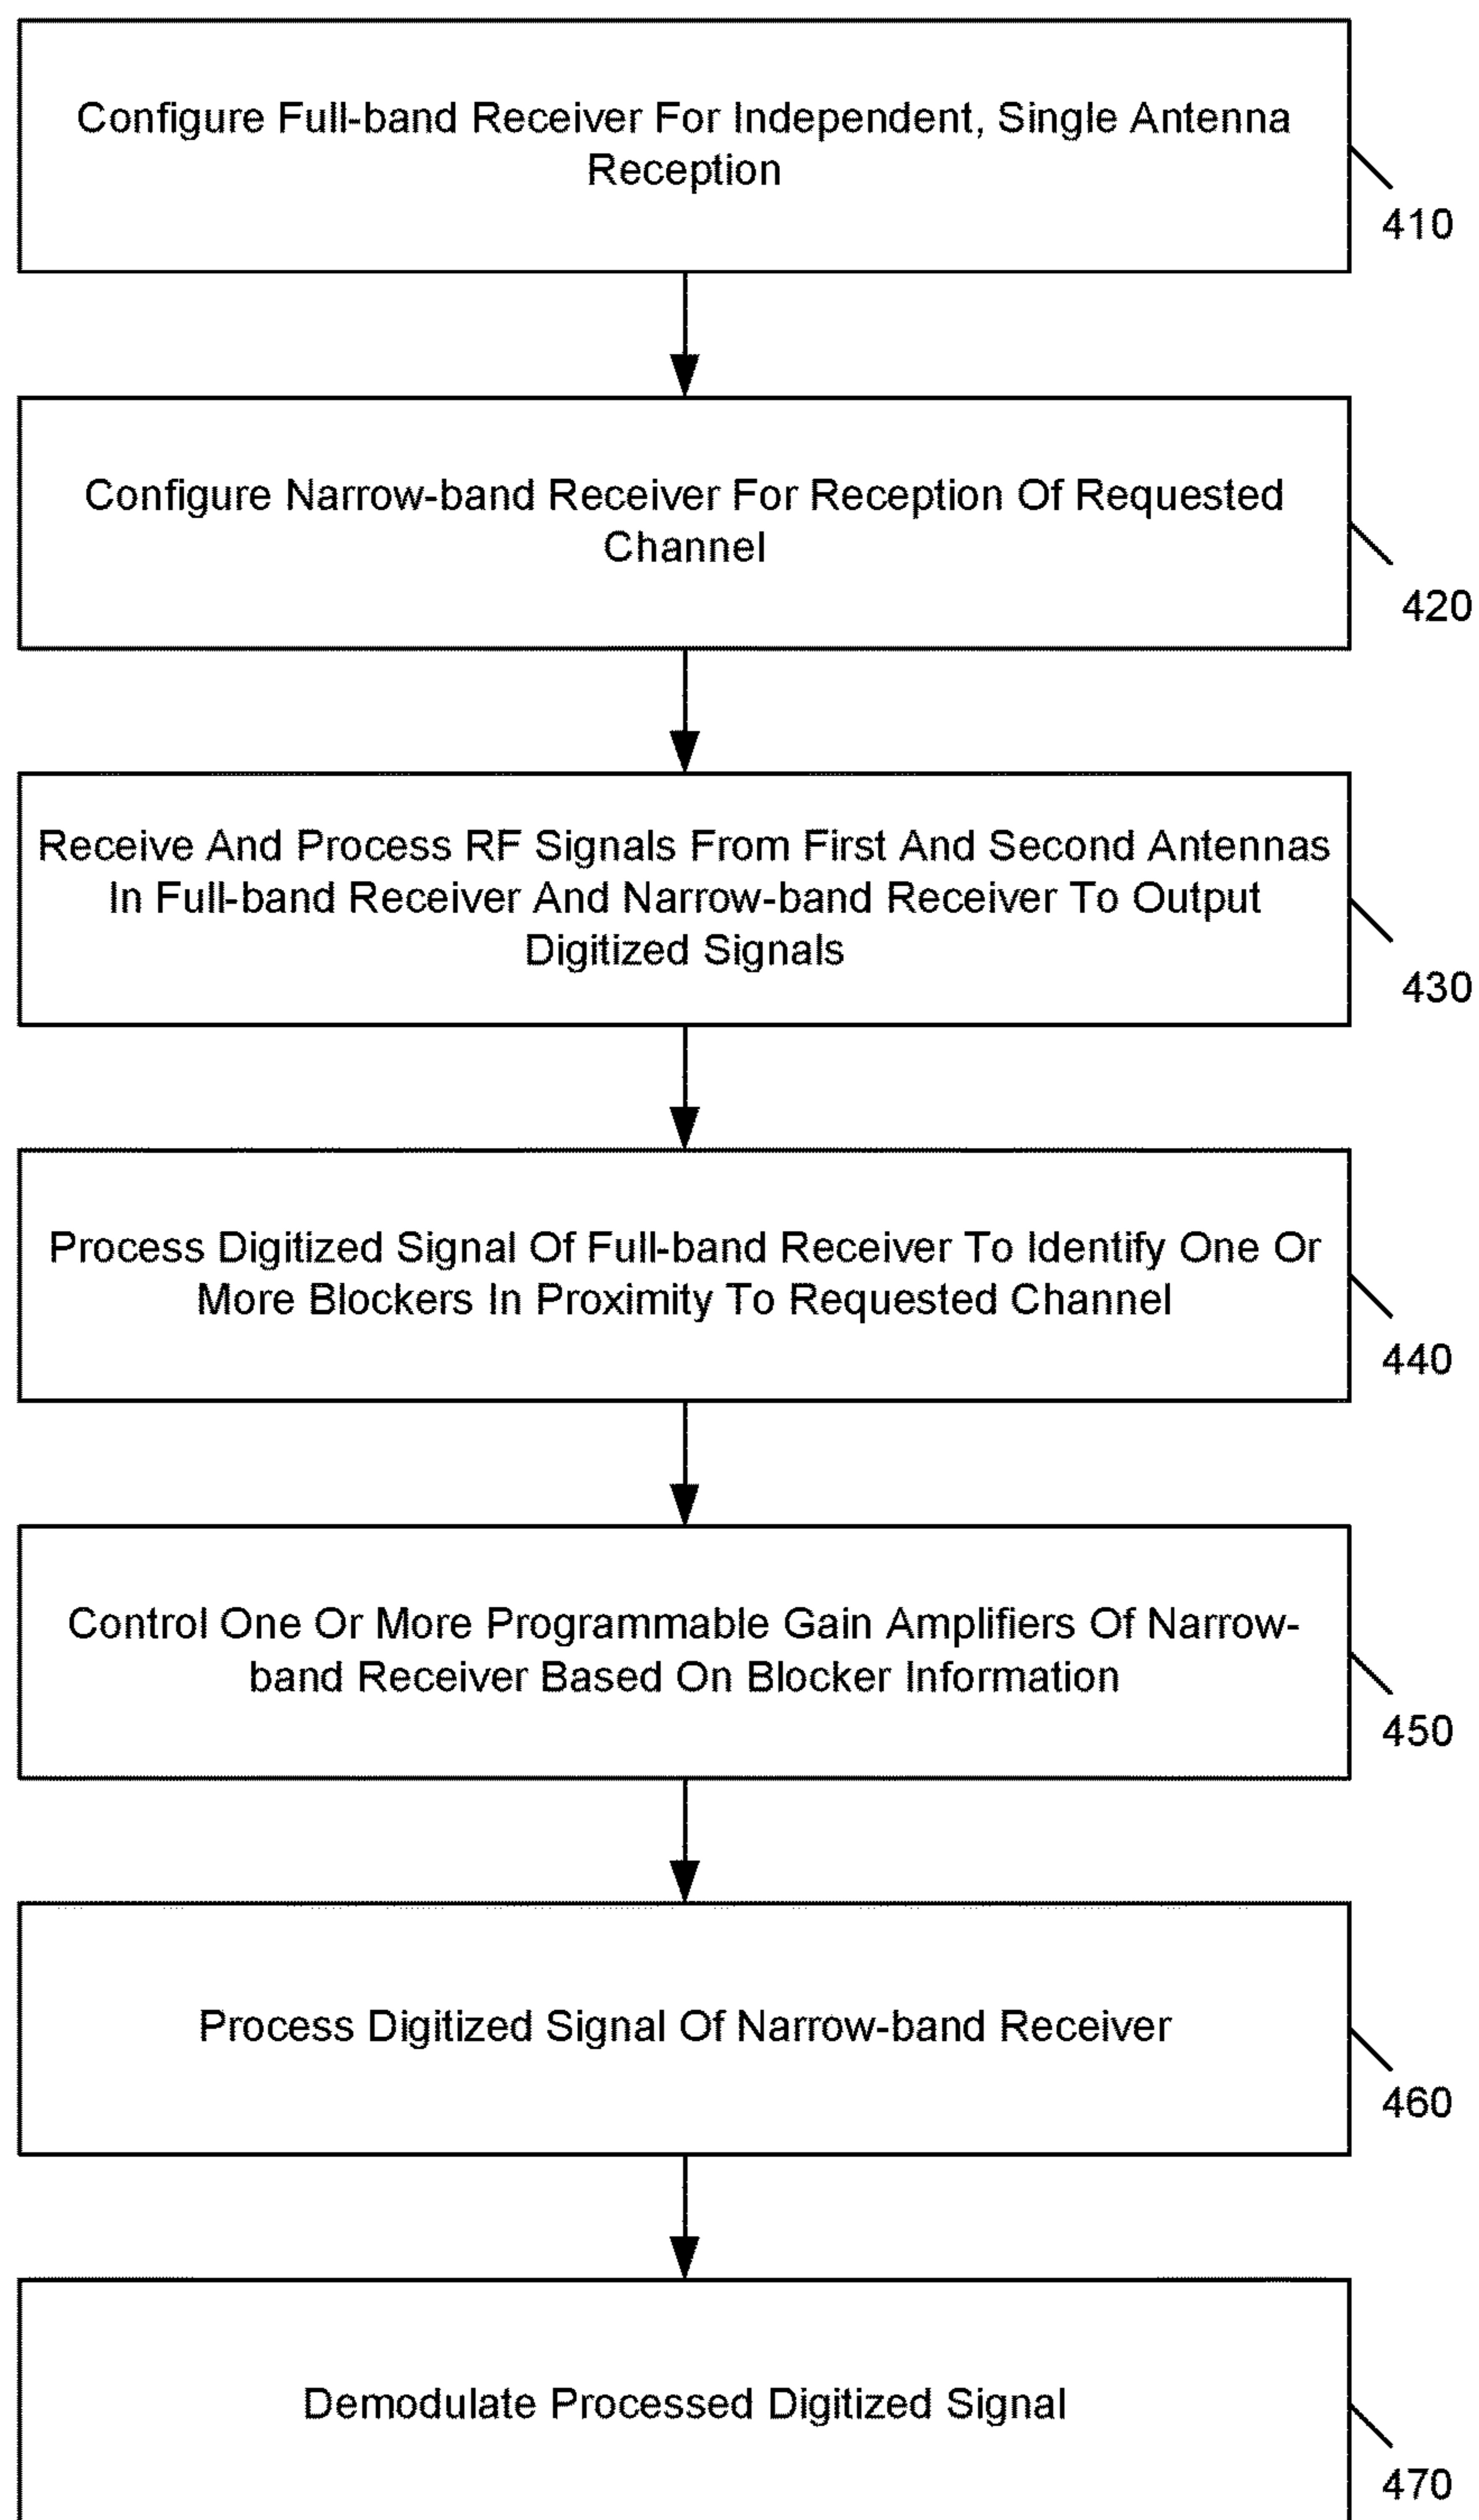 Configure Full-band Receiver For Independent, Single Antenna
Reception
410
Configure Narrow-band Receiver For Reception Of Requested
Channel
420
Receive And Process RF Signals From First And Second Antennas
In Full-band Receiver And Narrow-band Receiver To Output
Digitized Signals
430
Process Digitized Signal Of Full-band Receiver To Identify One Or
More Blockers In Proximity To Requested Channel
440
Control One Or More Programmable Gain Amplifiers Of Narrow-
band Receiver Based On Blocker Information
450
Process Digitized Signal Of Narrow-band Receiver
460
Demodulate Processed Digitized Signal
470